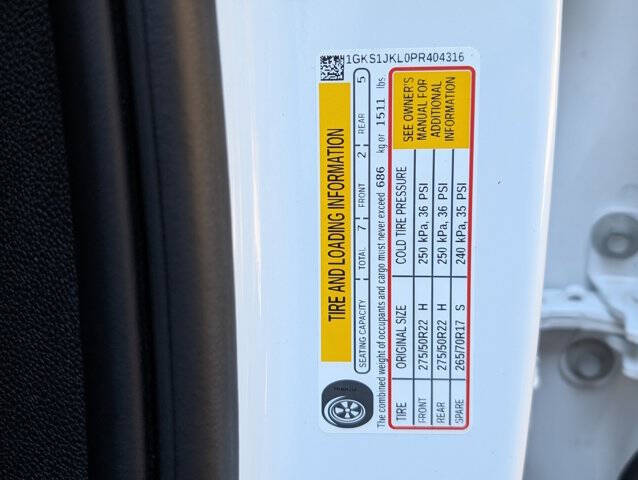 1GKS1JKL0PR404316
TIRE AND LOADING INFORMATION
SEATING CAPACITY TOTAL 7 FRONT 2 REAR 5
The combined weight of occupants and cargo must never exceed 686 kg or 1511 lbs
TIRE ORIGINAL SIZE COLD TIRE PRESSURE
FRONT 275/50R22 H 250 kPa, 36 PSI
REAR 275/50R22 H 250 kPa, 36 PSI
SPARE 265/70R17 S 240 kPa, 35 PSI
SEE OWNER'S
MANUAL FOR
ADDITIONAL
INFORMATION